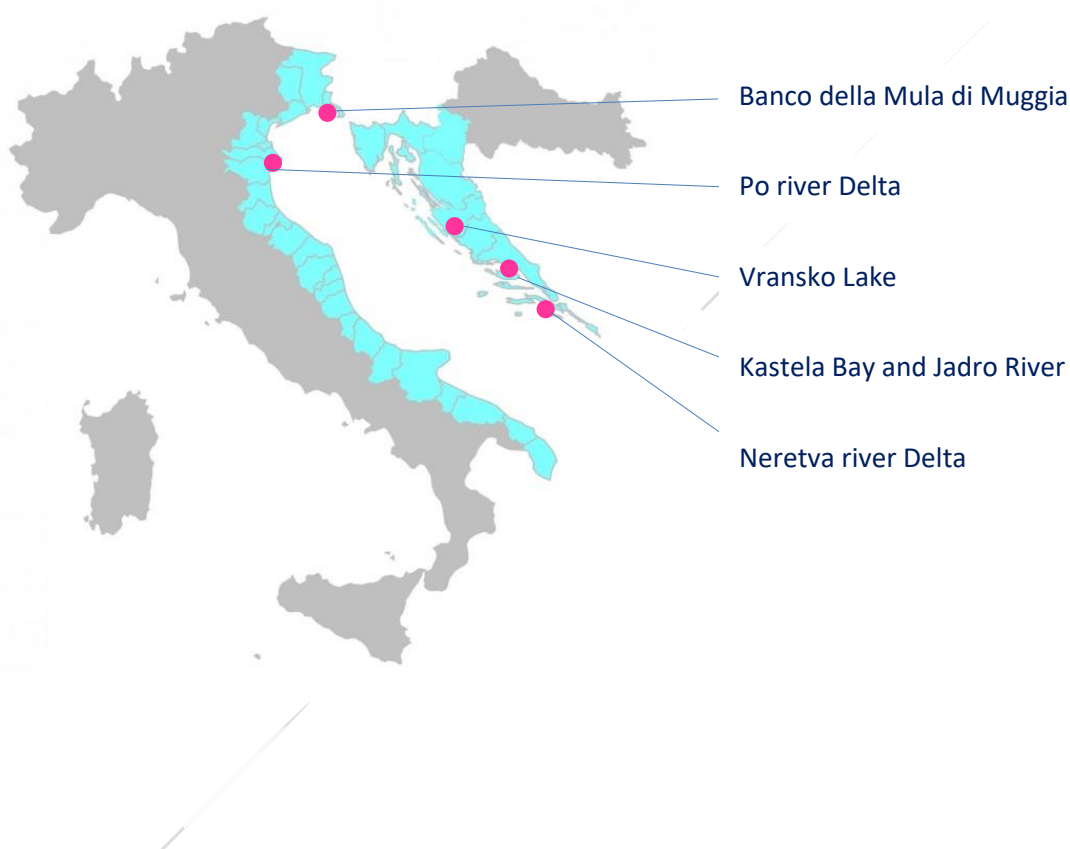 Banco della Mula di Muggia
Po river Delta
Vransko Lake
Kastela Bay and Jadro River
Neretva river Delta